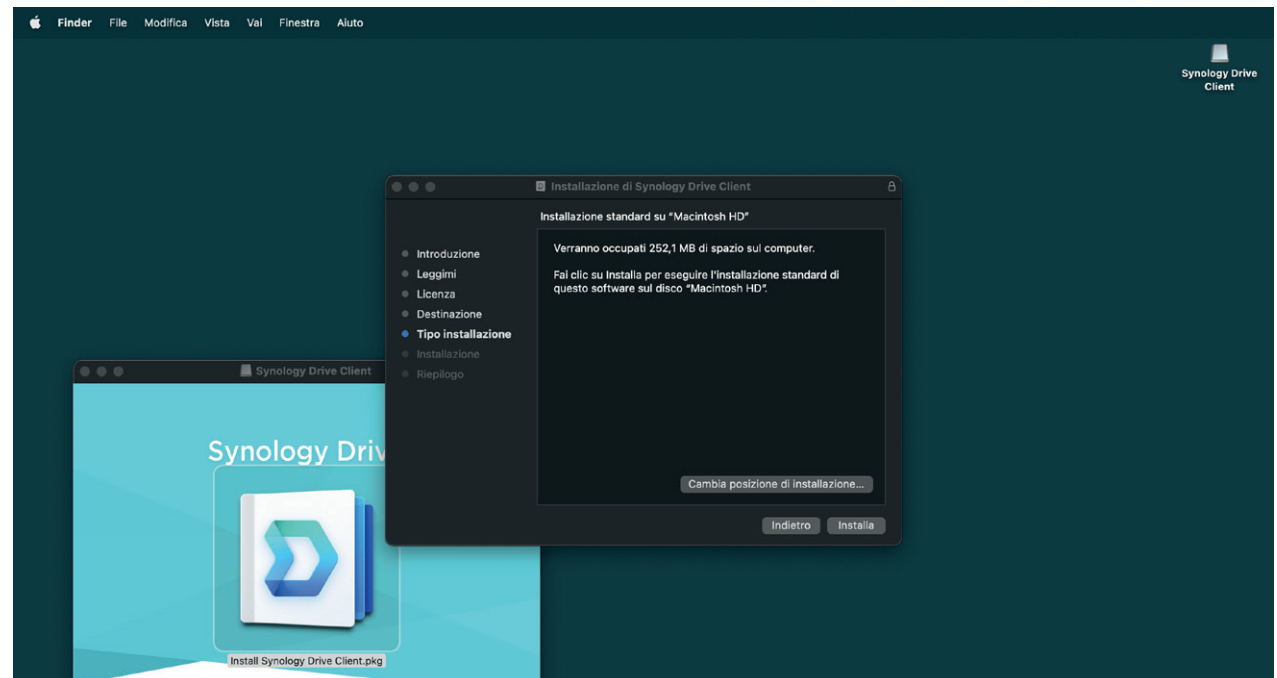 Finder File Modifica Vista Vai Finestra Aiuto
Synology Drive
Client
Installazione di Synology Drive Client
Installazione standard su "Macintosh HD"
Introduzione
Leggimi
Licenza
Destinazione
Tipo installazione
Installazione
Riepilogo
Verranno occupati 252,1 MB di spazio sul computer.
Fai clic su Installa per eseguire l'installazione standard di
questo software sul disco "Macintosh HD".
Cambia posizione di installazione...
Indietro Installa
Synology Drive Client
Synology Driv
Install Synology Drive Client.pkg